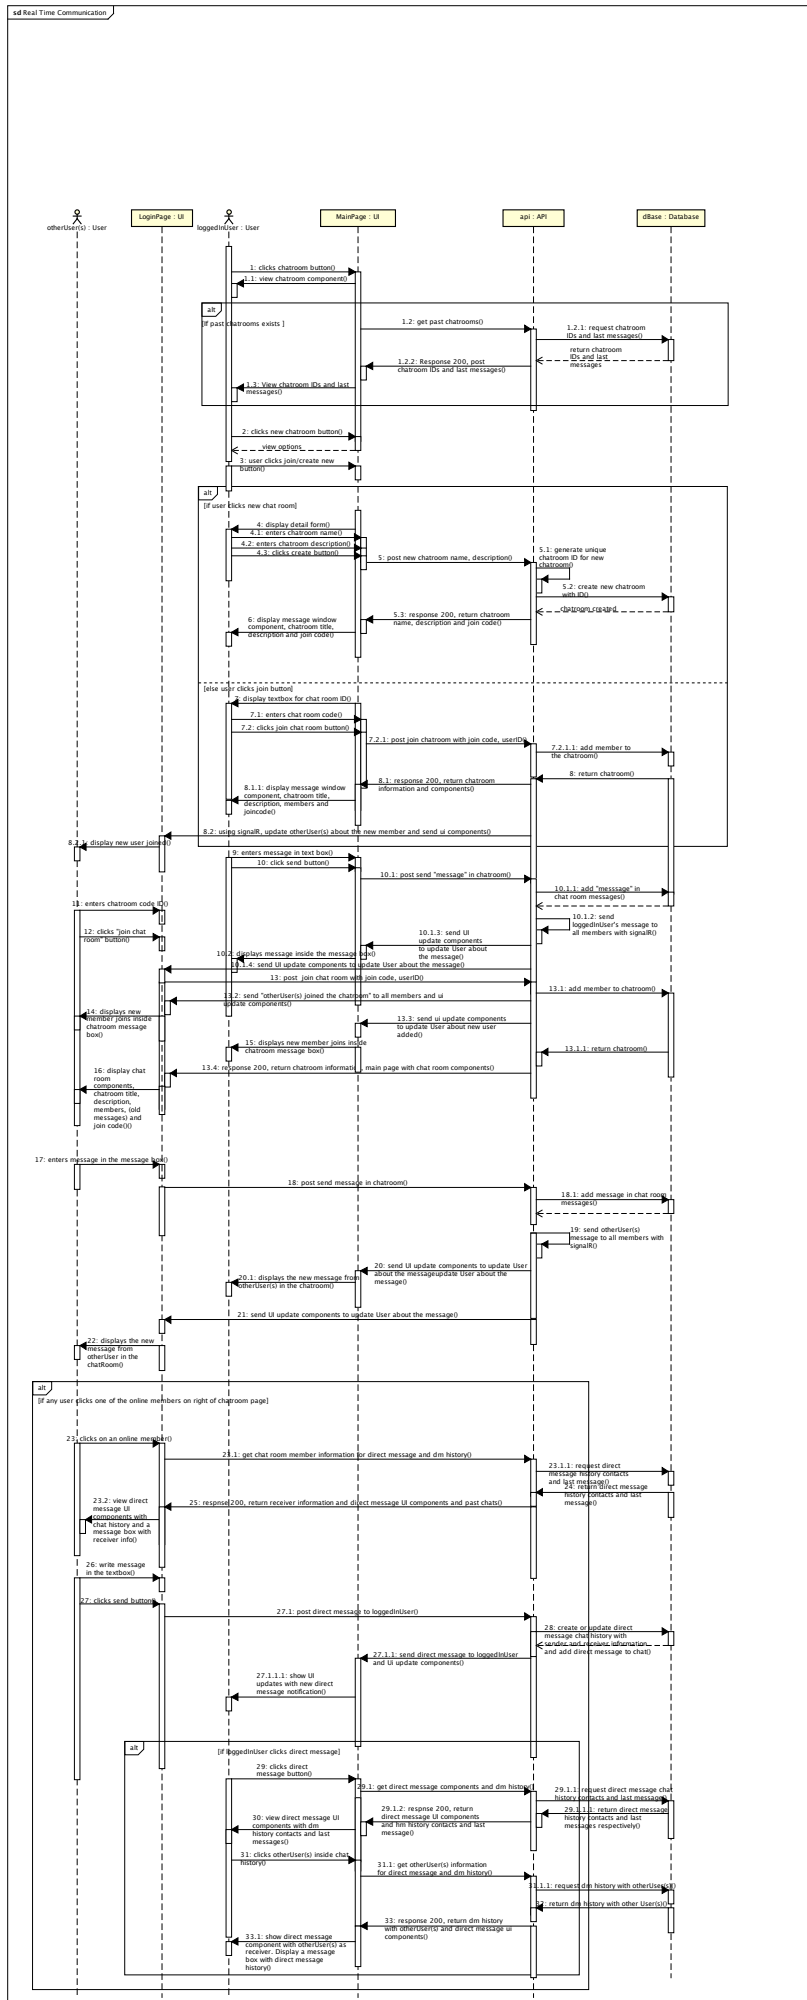 sd Real Time Communication
otherUser(s) : User
LoginPage : UI
loggedInUser : User
MainPage : UI
api : API
dBase : Database
1: clicks chatroom button()
1.1: view chatroom component()
alt
[If past chatrooms exists ]
1.2: get past chatrooms()
1.2.1: request chatroom
IDs and last messages()
return chatroom
IDs and last
messages
1.2.2: Response 200, post
chatroom IDs and last messages()
1.3: View chatroom IDs and last
messages()
2: clicks new chatroom button()
view options
3: user clicks join/create new
button()
alt
[if user clicks new chat room]
4: display detail form()
4.1: enters chatroom name()
4.2: enters chatroom description()
4.3: clicks create button()
5: post new chatroom name, description()
5.1: generate unique
chatroom ID for new
chatroom()
5.2: create new chatroom
with ID()
chatroom created
5.3: response 200, return chatroom
name, description and join code()
6: display message window
component, chatroom title,
description and join code()
[else user clicks join button]
7: display textbox for chat room ID()
7.1: enters chat room code()
7.2: clicks join chat room button()
7.2.1: post join chatroom with join code, userID()
7.2.1.1: add member to
the chatroom()
8: return chatroom()
8.1: response 200, return chatroom
information and components()
8.1.1: display message window
component, chatroom title,
description, members and
joincode()
8.2: using signalR, update otherUser(s) about the new member and send ui components()
8.2.1: display new user joined()
9: enters message in text box()
10: click send button()
10.1: post send "message" in chatroom()
10.1.1: add "messsage" in
chat room messages()
11: enters chatroom code ID()
10.1.2: send
loggedInUser's message to
all members with signalR()
12: clicks "join chat
room" button()
10.1.3: send UI
update components
to update User about
the message()
10.2: displays message inside the message box()
10.1.4: send UI update components to update User about the message()
13: post  join chat room with join code, userID()
13.1: add member to chatroom()
13.2: send "otherUser(s) joined the chatroom" to all members and ui
update components()
14: displays new
member joins inside
chatroom message
box()
13.3: send ui update components
to update User about new user
added()
15: displays new member joins inside
chatroom message box()
13.1.1: return chatroom()
13.4: response 200, return chatroom information, main page with chat room components()
16: display chat
room
components,
chatroom title,
description,
members, (old
messages) and
join code()()
17: enters message in the message box()
18: post send message in chatroom()
18.1: add message in chat room
messages()
19: send otherUser(s)
message to all members with
signalR()
20: send UI update components to update User
about the messageupdate User about the
message()
20.1: displays the new message from
otherUser(s) in the chatroom()
21: send UI update components to update User about the message()
22: displays the new
message from
otherUser in the
chatRoom()
alt
[if any user clicks one of the online members on right of chatroom page]
23: clicks on an online member()
23.1: get chat room member information for direct message and dm history()
23.1.1: request direct
message history contacts
and last message()
24: return direct message
history contacts and last
message()
23.2: view direct
message UI
components with
chat history and a
message box with
receiver info()
25: respnse 200, return receiver information and direct message UI components and past chats()
26: write message
in the textbox()
27: clicks send button()
27.1: post direct message to loggedInUser()
28: create or update direct
message chat history with
sender and receiver information
and add direct message to chat()
27.1.1: send direct message to loggedInUser
and Ui update components()
27.1.1.1: show UI
updates with new direct
message notification()
alt
[if loggedInUser clicks direct message]
29: clicks direct
message button()
29.1: get direct message components and dm history()
29.1.1: request direct message chat
history contacts and last message()
29.1.1.1: return direct message
history contacts and last
messages respectively()
29.1.2: respnse 200, return
direct message UI components
and hm history contacts and last
message()
30: view direct message UI
components with dm
history contacts and last
messages()
31: clicks otherUser(s) inside chat
history()
31.1: get otherUser(s) information
for direct message and dm history()
31.1.1: request dm history with otherUser(s)()
32: return dm history with other User(s)()
33: response 200, return dm history
with otherUser(s) and direct message ui
components()
33.1: show direct message
component with otherUser(s) as
receiver. Display a message
box with direct message
history()